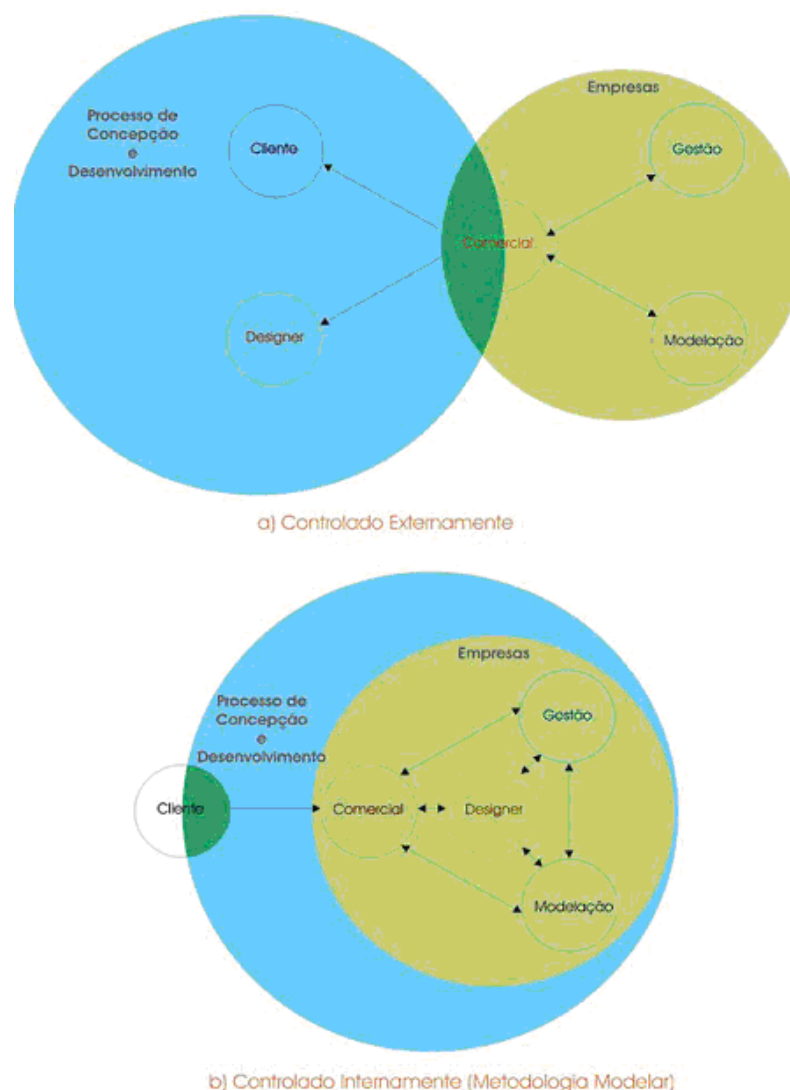 Empresas
Processo de
Concepção
e
Desenvolvimento
Cliente
Gestão
Comercial
Designer
Modelação
a) Controlado Externamente
Empresas
Processo de
Concepção
e
Desenvolvimento
Gestão
Cliente
Comercial
Designer
Modelação
b) Controlado Internamente (Metodologia Modelar)